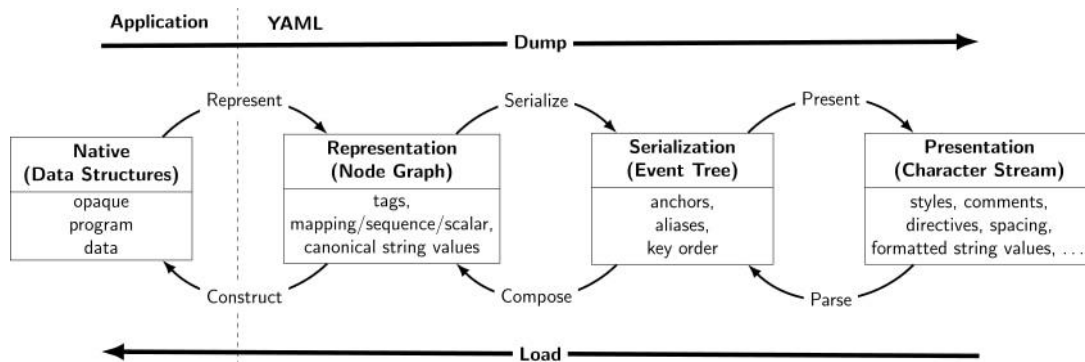 Application
YAML
Dump
Represent
Serialize
Present
Native
(Data Structures)
opaque
program
data
Representation
(Node Graph)
tags,
mapping/sequence/scalar,
canonical string values
Serialization
(Event Tree)
anchors,
aliases,
key order
Presentation
(Character Stream)
styles, comments,
directives, spacing,
formatted string values, ...
Construct
Compose
Parse
Load